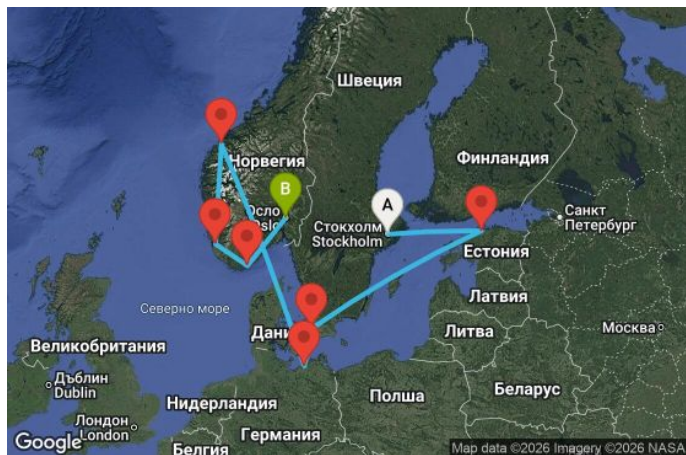 Швеция
Финландия
Норвегия
B
A
Осло
Oslo
Стокхолм
Stockholm
Санкт
Петербург
Естония
Северно море
Латвия
Дани
Литва
Москва
Великобритания
Дъблин
Dublin
Беларус
Полша
Нидерландия
Лондон
London
Германия
Белгия
Google
Map data ©2026 Imagery ©2026 NASA